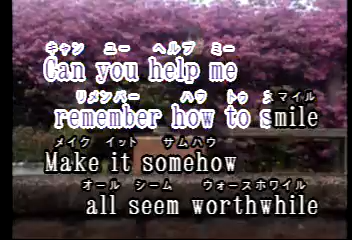 キャン ニー ヘルプ ミー
Can you help me
リメンバー ハウ トゥ スマイル
remember how to smile
メイク イット サムハウ
Make it somehow
オール シーム ウォースホワイル
all seem worthwhile